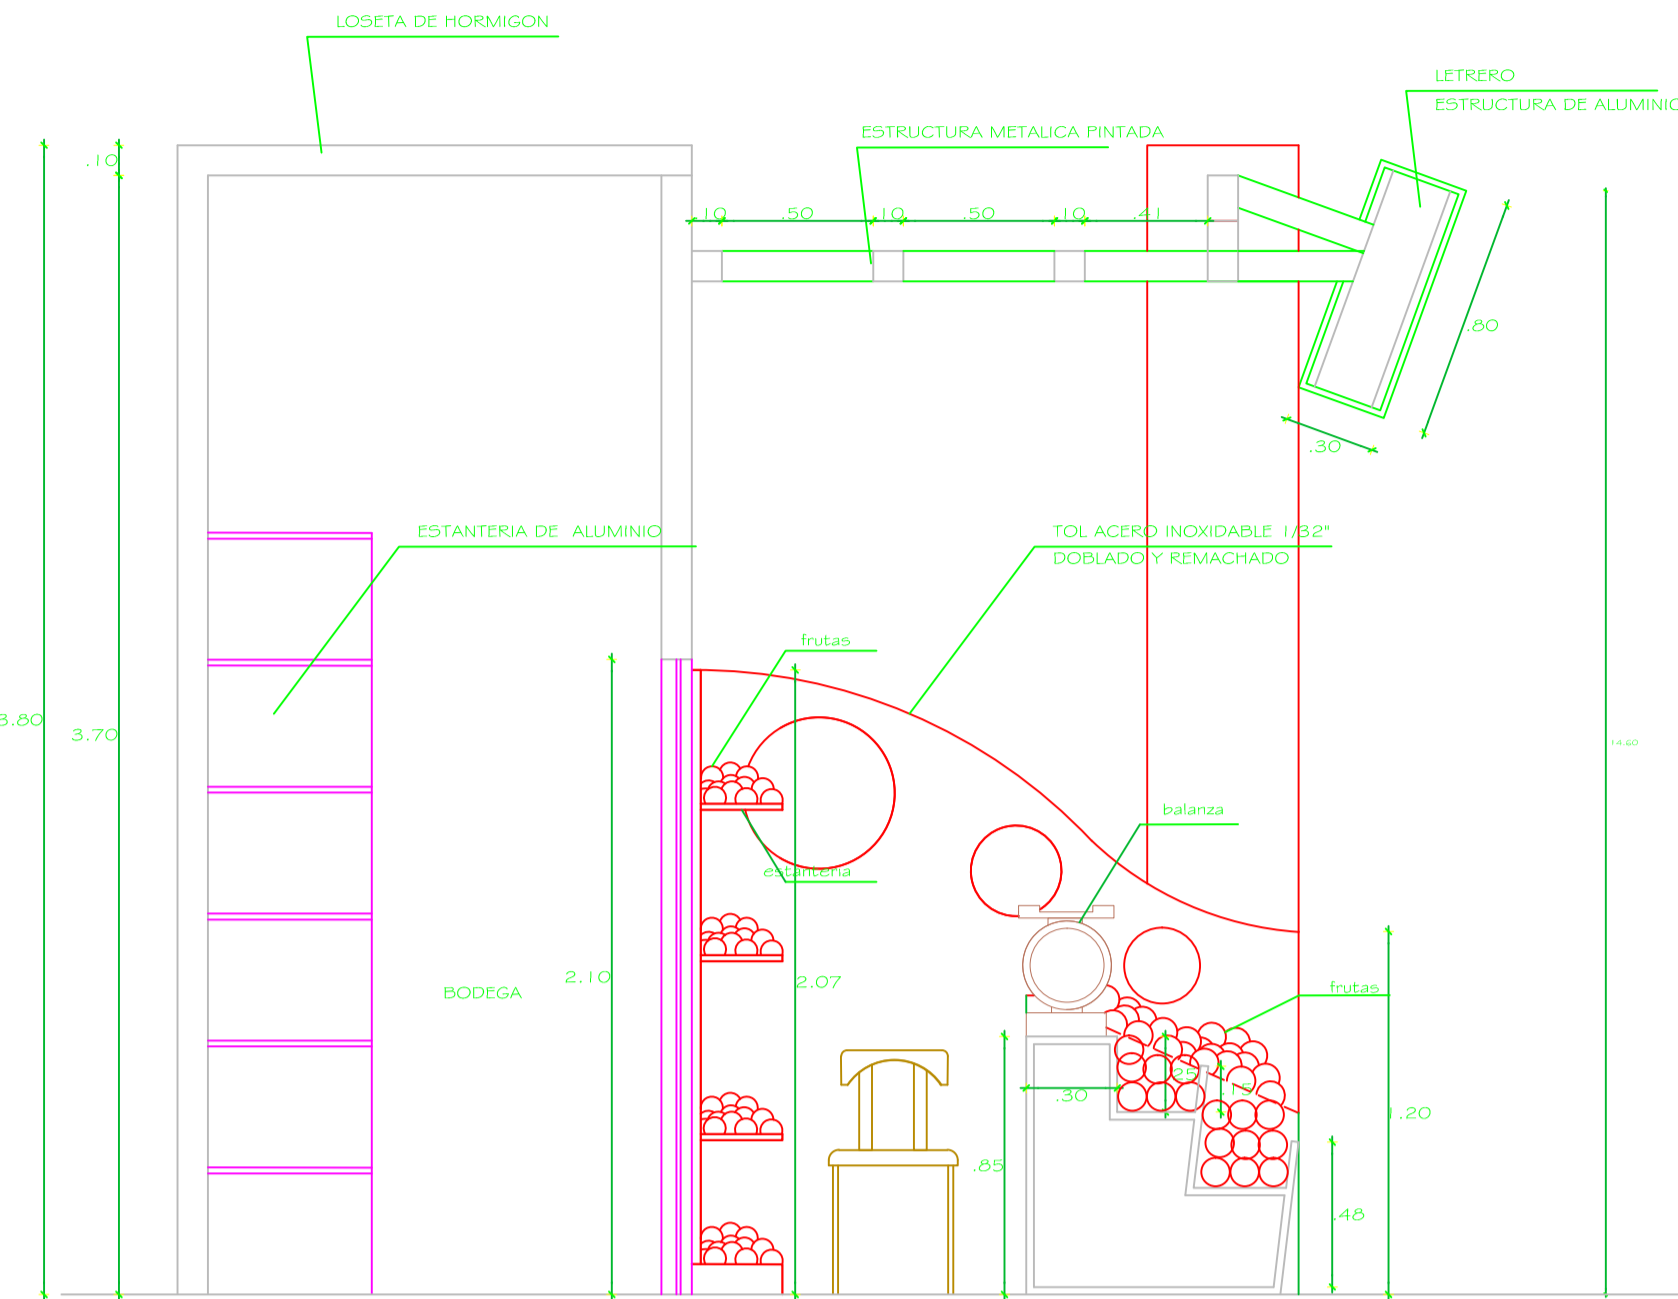 LOSETA DE HORMIGON
LETRERO
ESTRUCTURA DE ALUMINIO
ESTRUCTURA METALICA PINTADA
.10
.10
.50
.10
.50
.10
.41
.80
.30
ESTANTERIA DE ALUMINIO
TOL ACERO INOXIDABLE 1/32"
DOBLADO Y REMACHADO
frutas
3.80
3.70
14.60
balanza
estanteria
2.10
2.07
BODEGA
frutas
.25
.15
.30
1.20
.85
.48